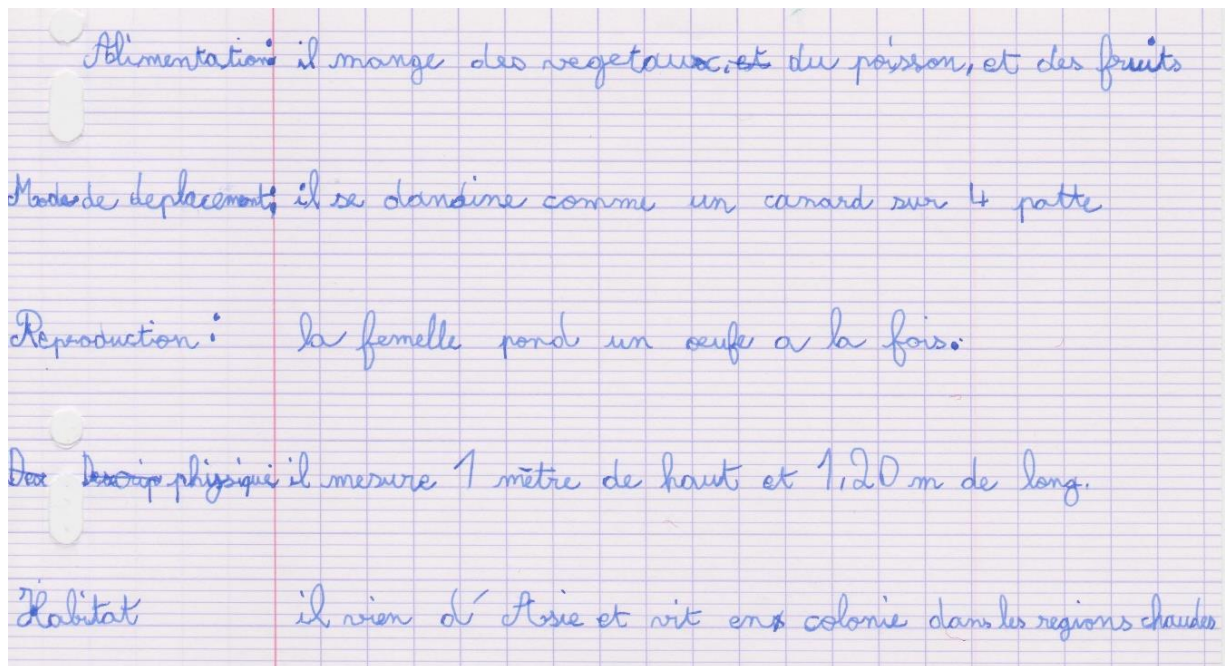 Alimentation: il mange des vegetaux, et du poisson, et des fruits
Mode de deplacement: il se dandine comme un canard sur 4 patte
Reproduction: la femelle pond un oeufe a la fois.
phisique il mesure 1 mètre de haut et 1,20 m de long.
Habitat il vien d'Asie et vit en colonie dans les regions chaudes